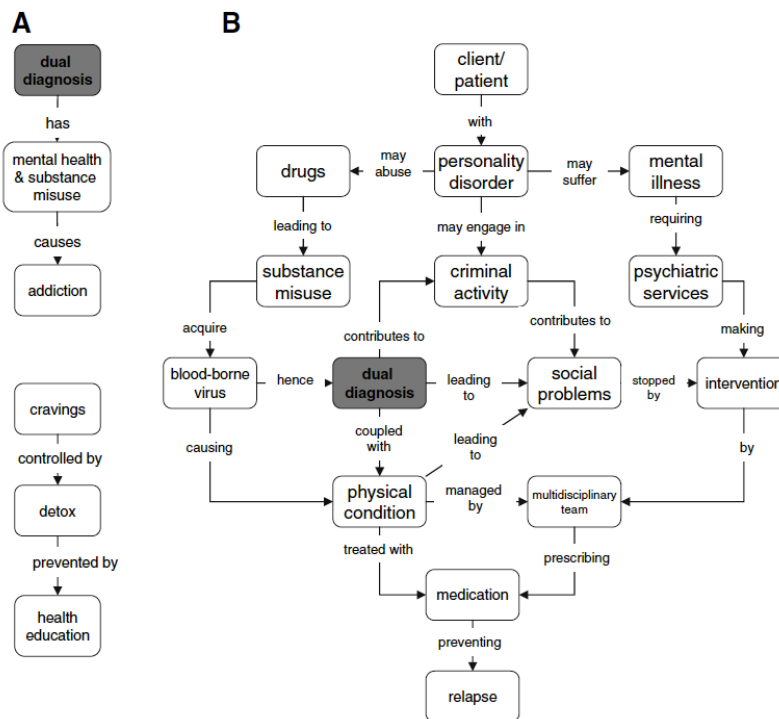 A
dual
diagnosis
has
mental health
& substance
misuse
causes
addiction
cravings
controlled by
detox
prevented by
health
education
B
client/
patient
with
drugs
may
abuse
personality
disorder
may
suffer
mental
illness
leading to
may engage in
requiring
substance
misuse
criminal
activity
psychiatric
services
acquire
contributes to
contributes to
making
blood-borne
virus
hence
dual
diagnosis
leading
to
social
problems
stopped
by
intervention
causing
coupled
with
leading
to
by
physical
condition
managed
by
multidisciplinary
team
treated with
prescribing
medication
preventing
relapse